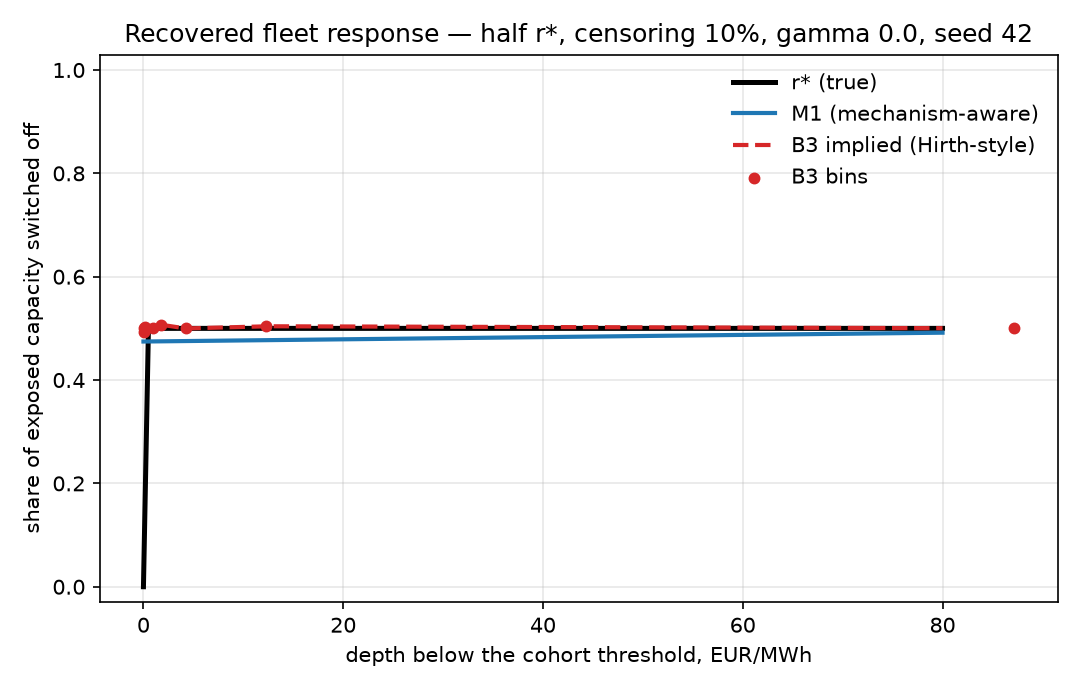 Recovered fleet response — half r*, censoring 10%, gamma 0.0, seed 42
r* (true)
M1 (mechanism-aware)
B3 implied (Hirth-style)
B3 bins
share of exposed capacity switched off
1.0
0.8
0.6
0.4
0.2
0.0
0 20 40 60 80
depth below the cohort threshold, EUR/MWh